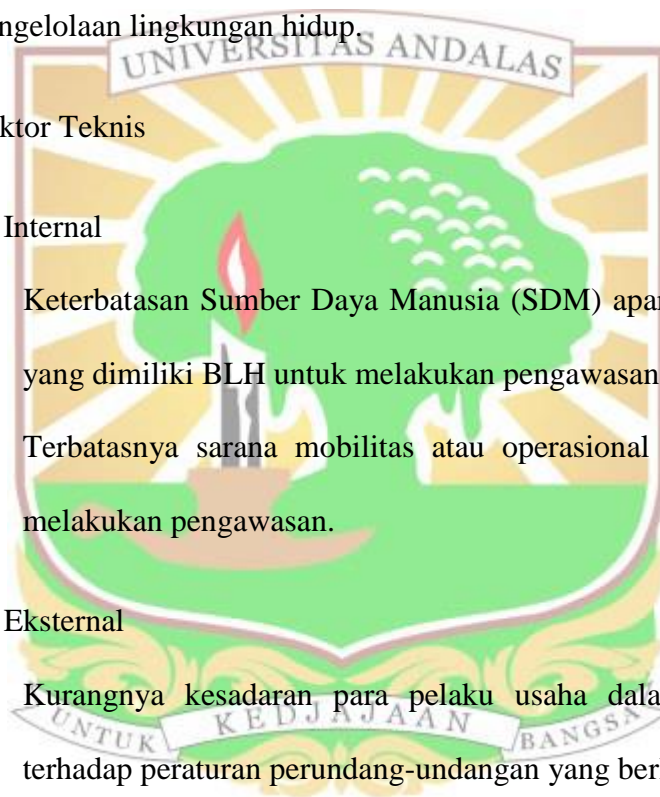 ngelolaan lingkungan hidup.
UNIVERSITAS ANDALAS
ktor Teknis
Internal
Keterbatasan Sumber Daya Manusia (SDM) apar
yang dimiliki BLH untuk melakukan pengawasan
Terbatasnya sarana mobilitas atau operasional
melakukan pengawasan.
Eksternal
Kurangnya kesadaran para pelaku usaha dala
UNTUK KEDJAJAAN BANGSA
terhadap peraturan perundang-undangan yang ber